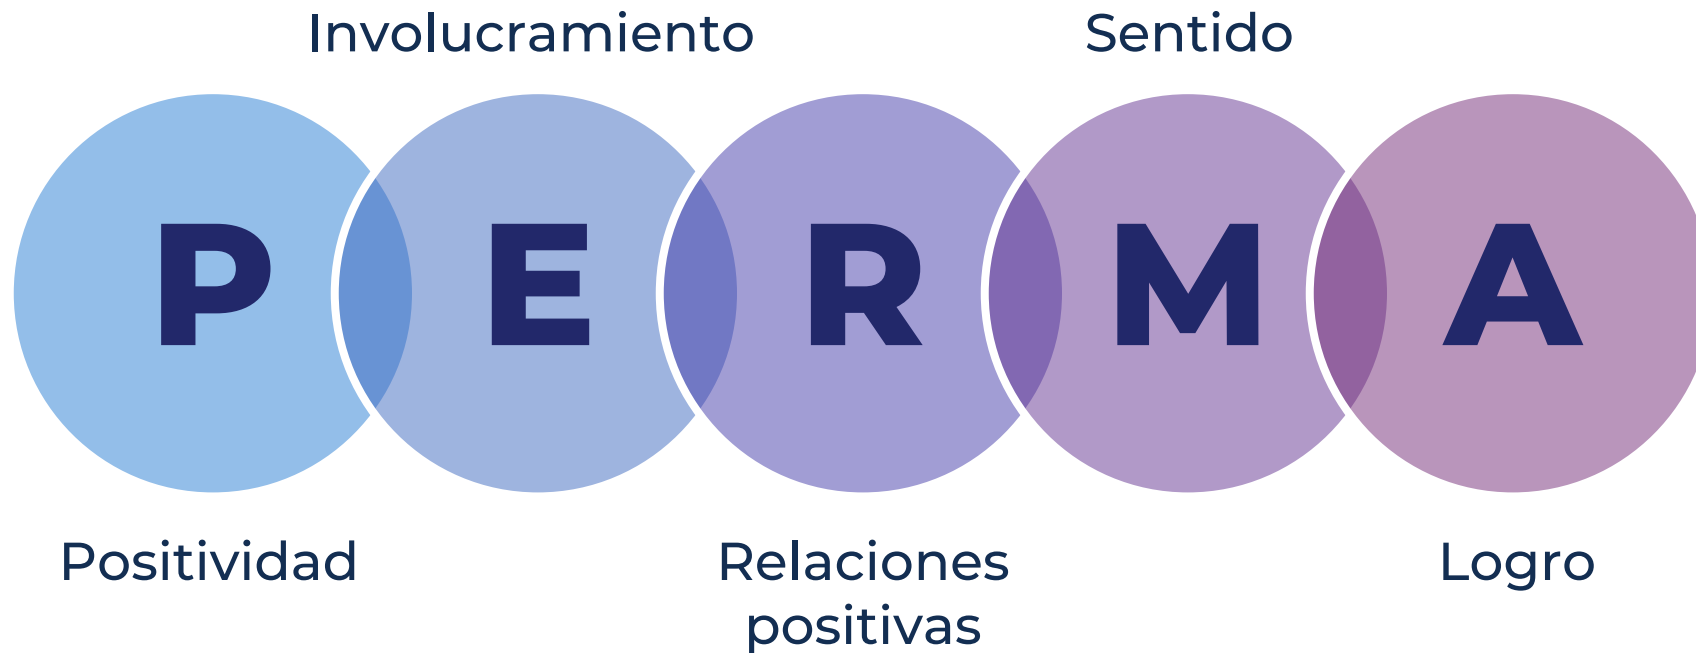 Involucramiento
Sentido
P E R M A
Positividad
Relaciones
positivas
Logro